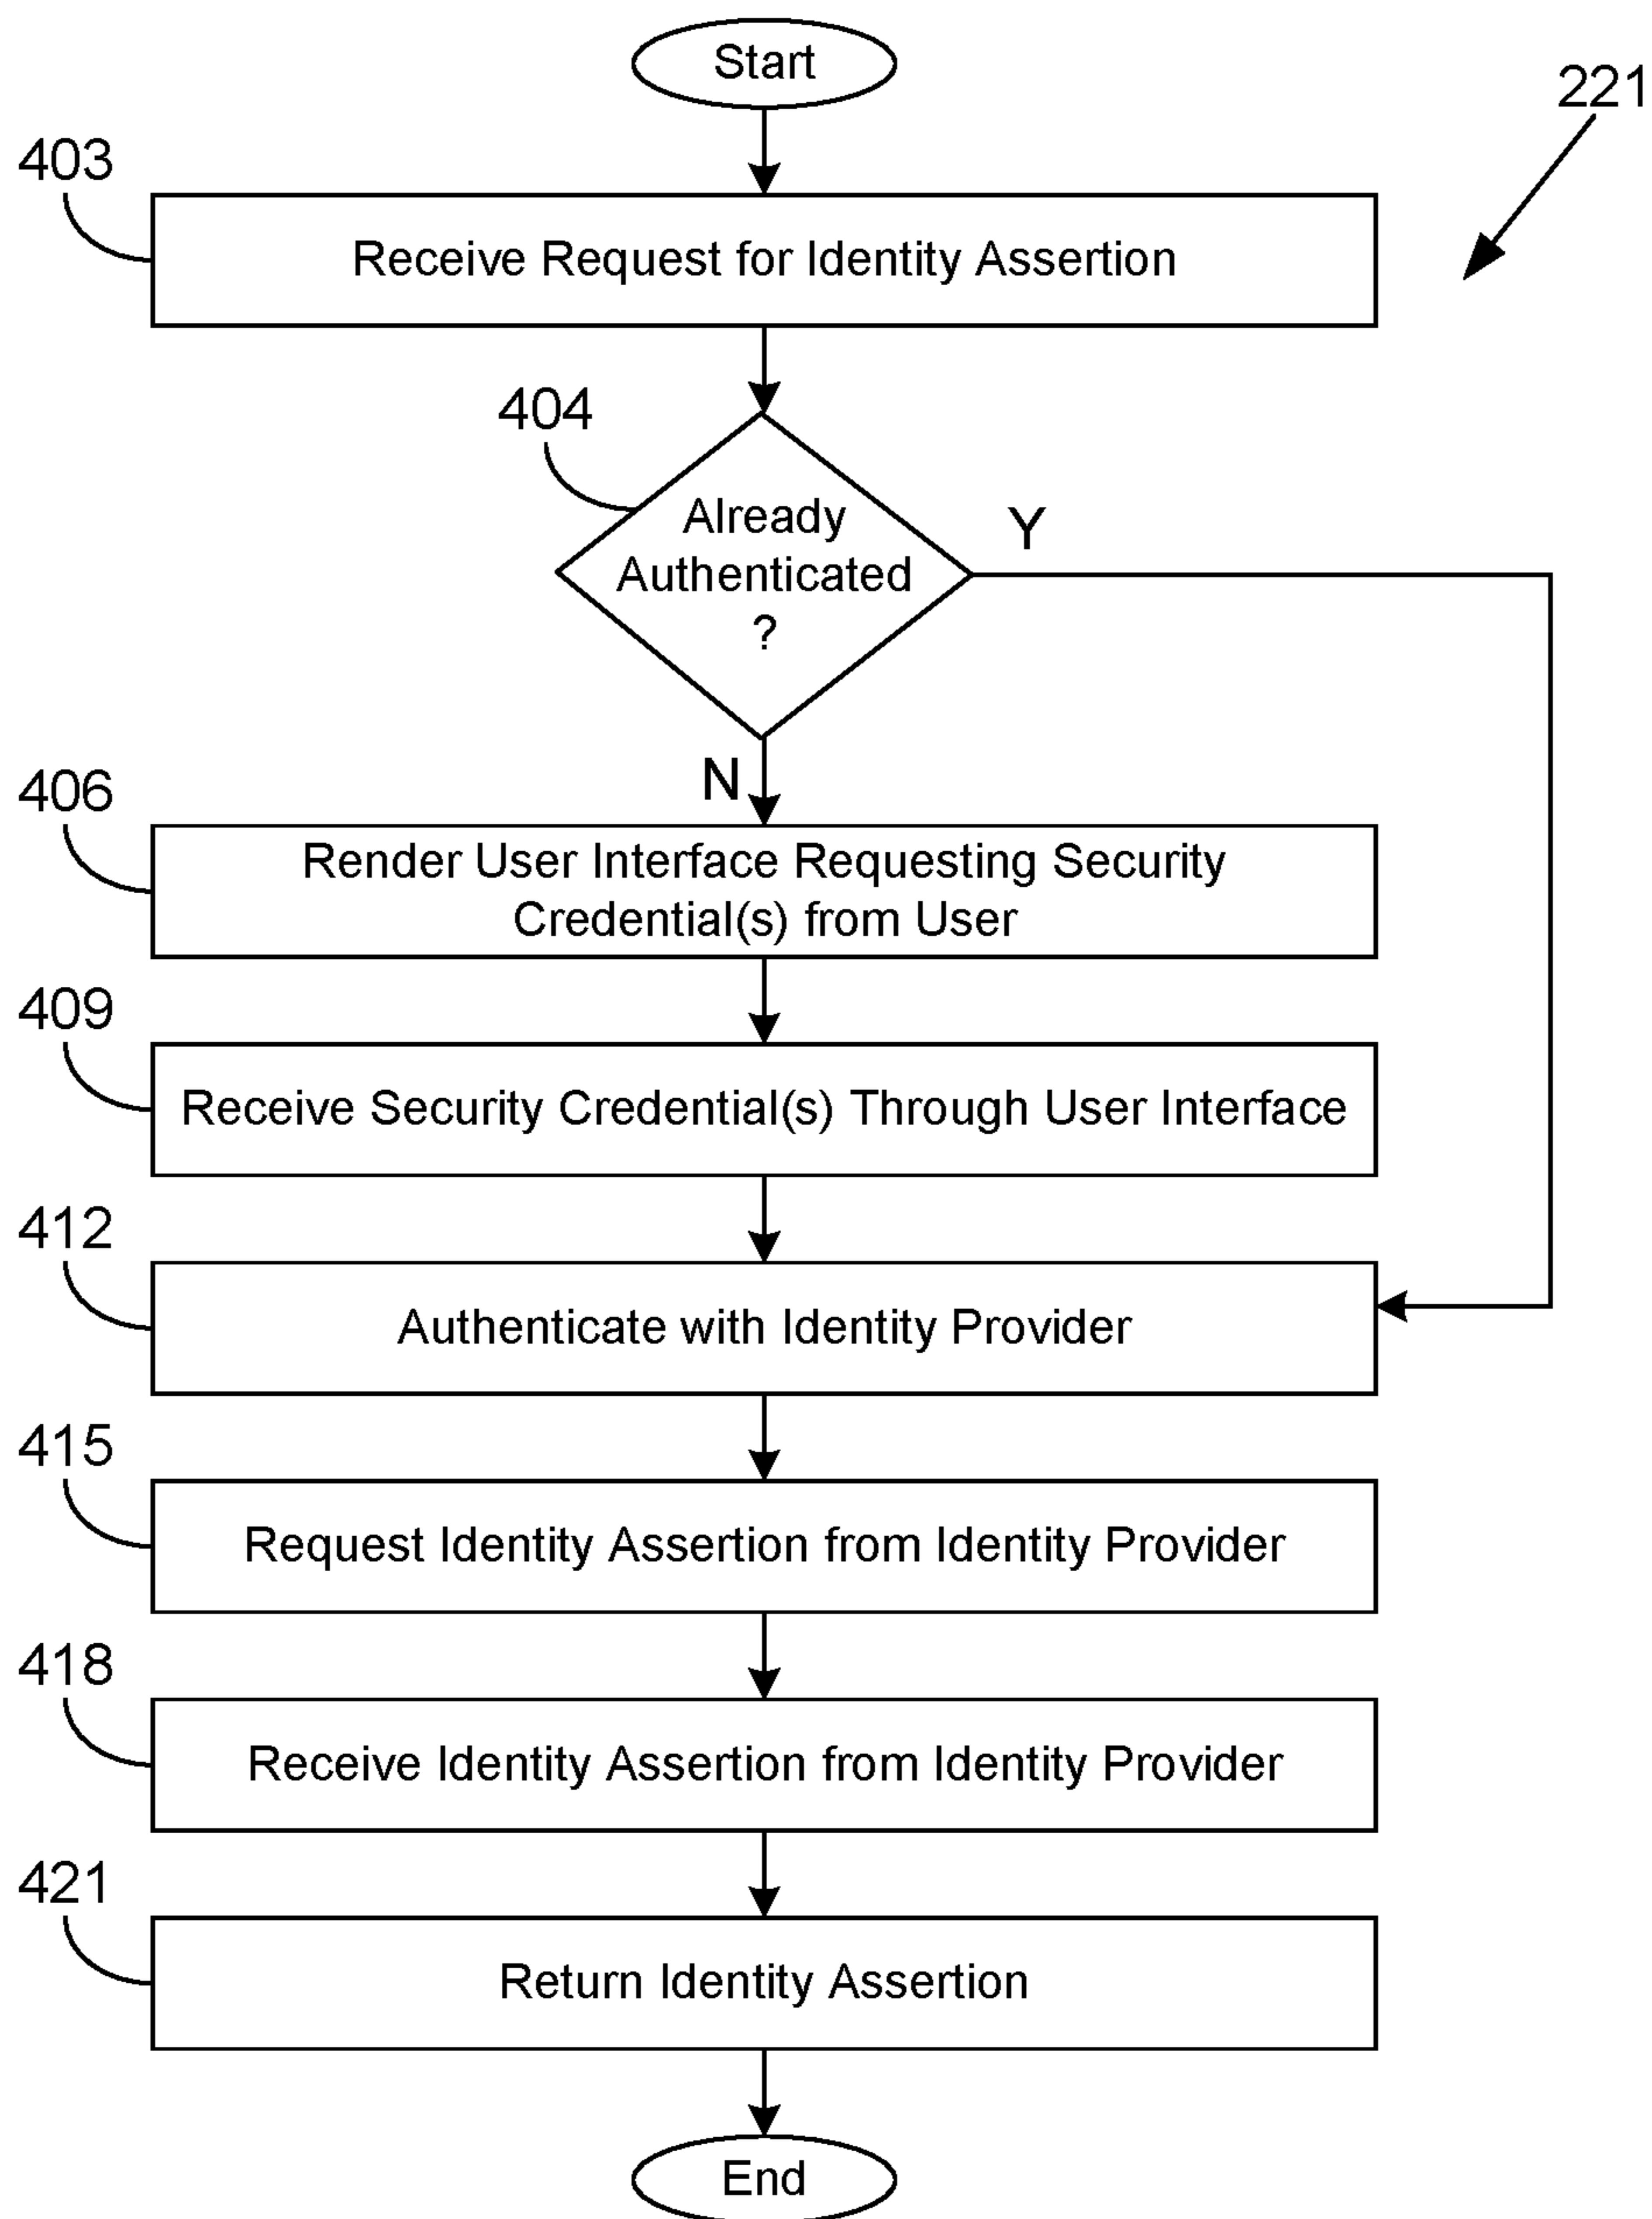 Start
221
403
Receive Request for Identity Assertion
404
Already
Authenticated
?
Y
N
406
Render User Interface Requesting Security
Credential(s) from User
409
Receive Security Credential(s) Through User Interface
412
Authenticate with Identity Provider
415
Request Identity Assertion from Identity Provider
418
Receive Identity Assertion from Identity Provider
421
Return Identity Assertion
End